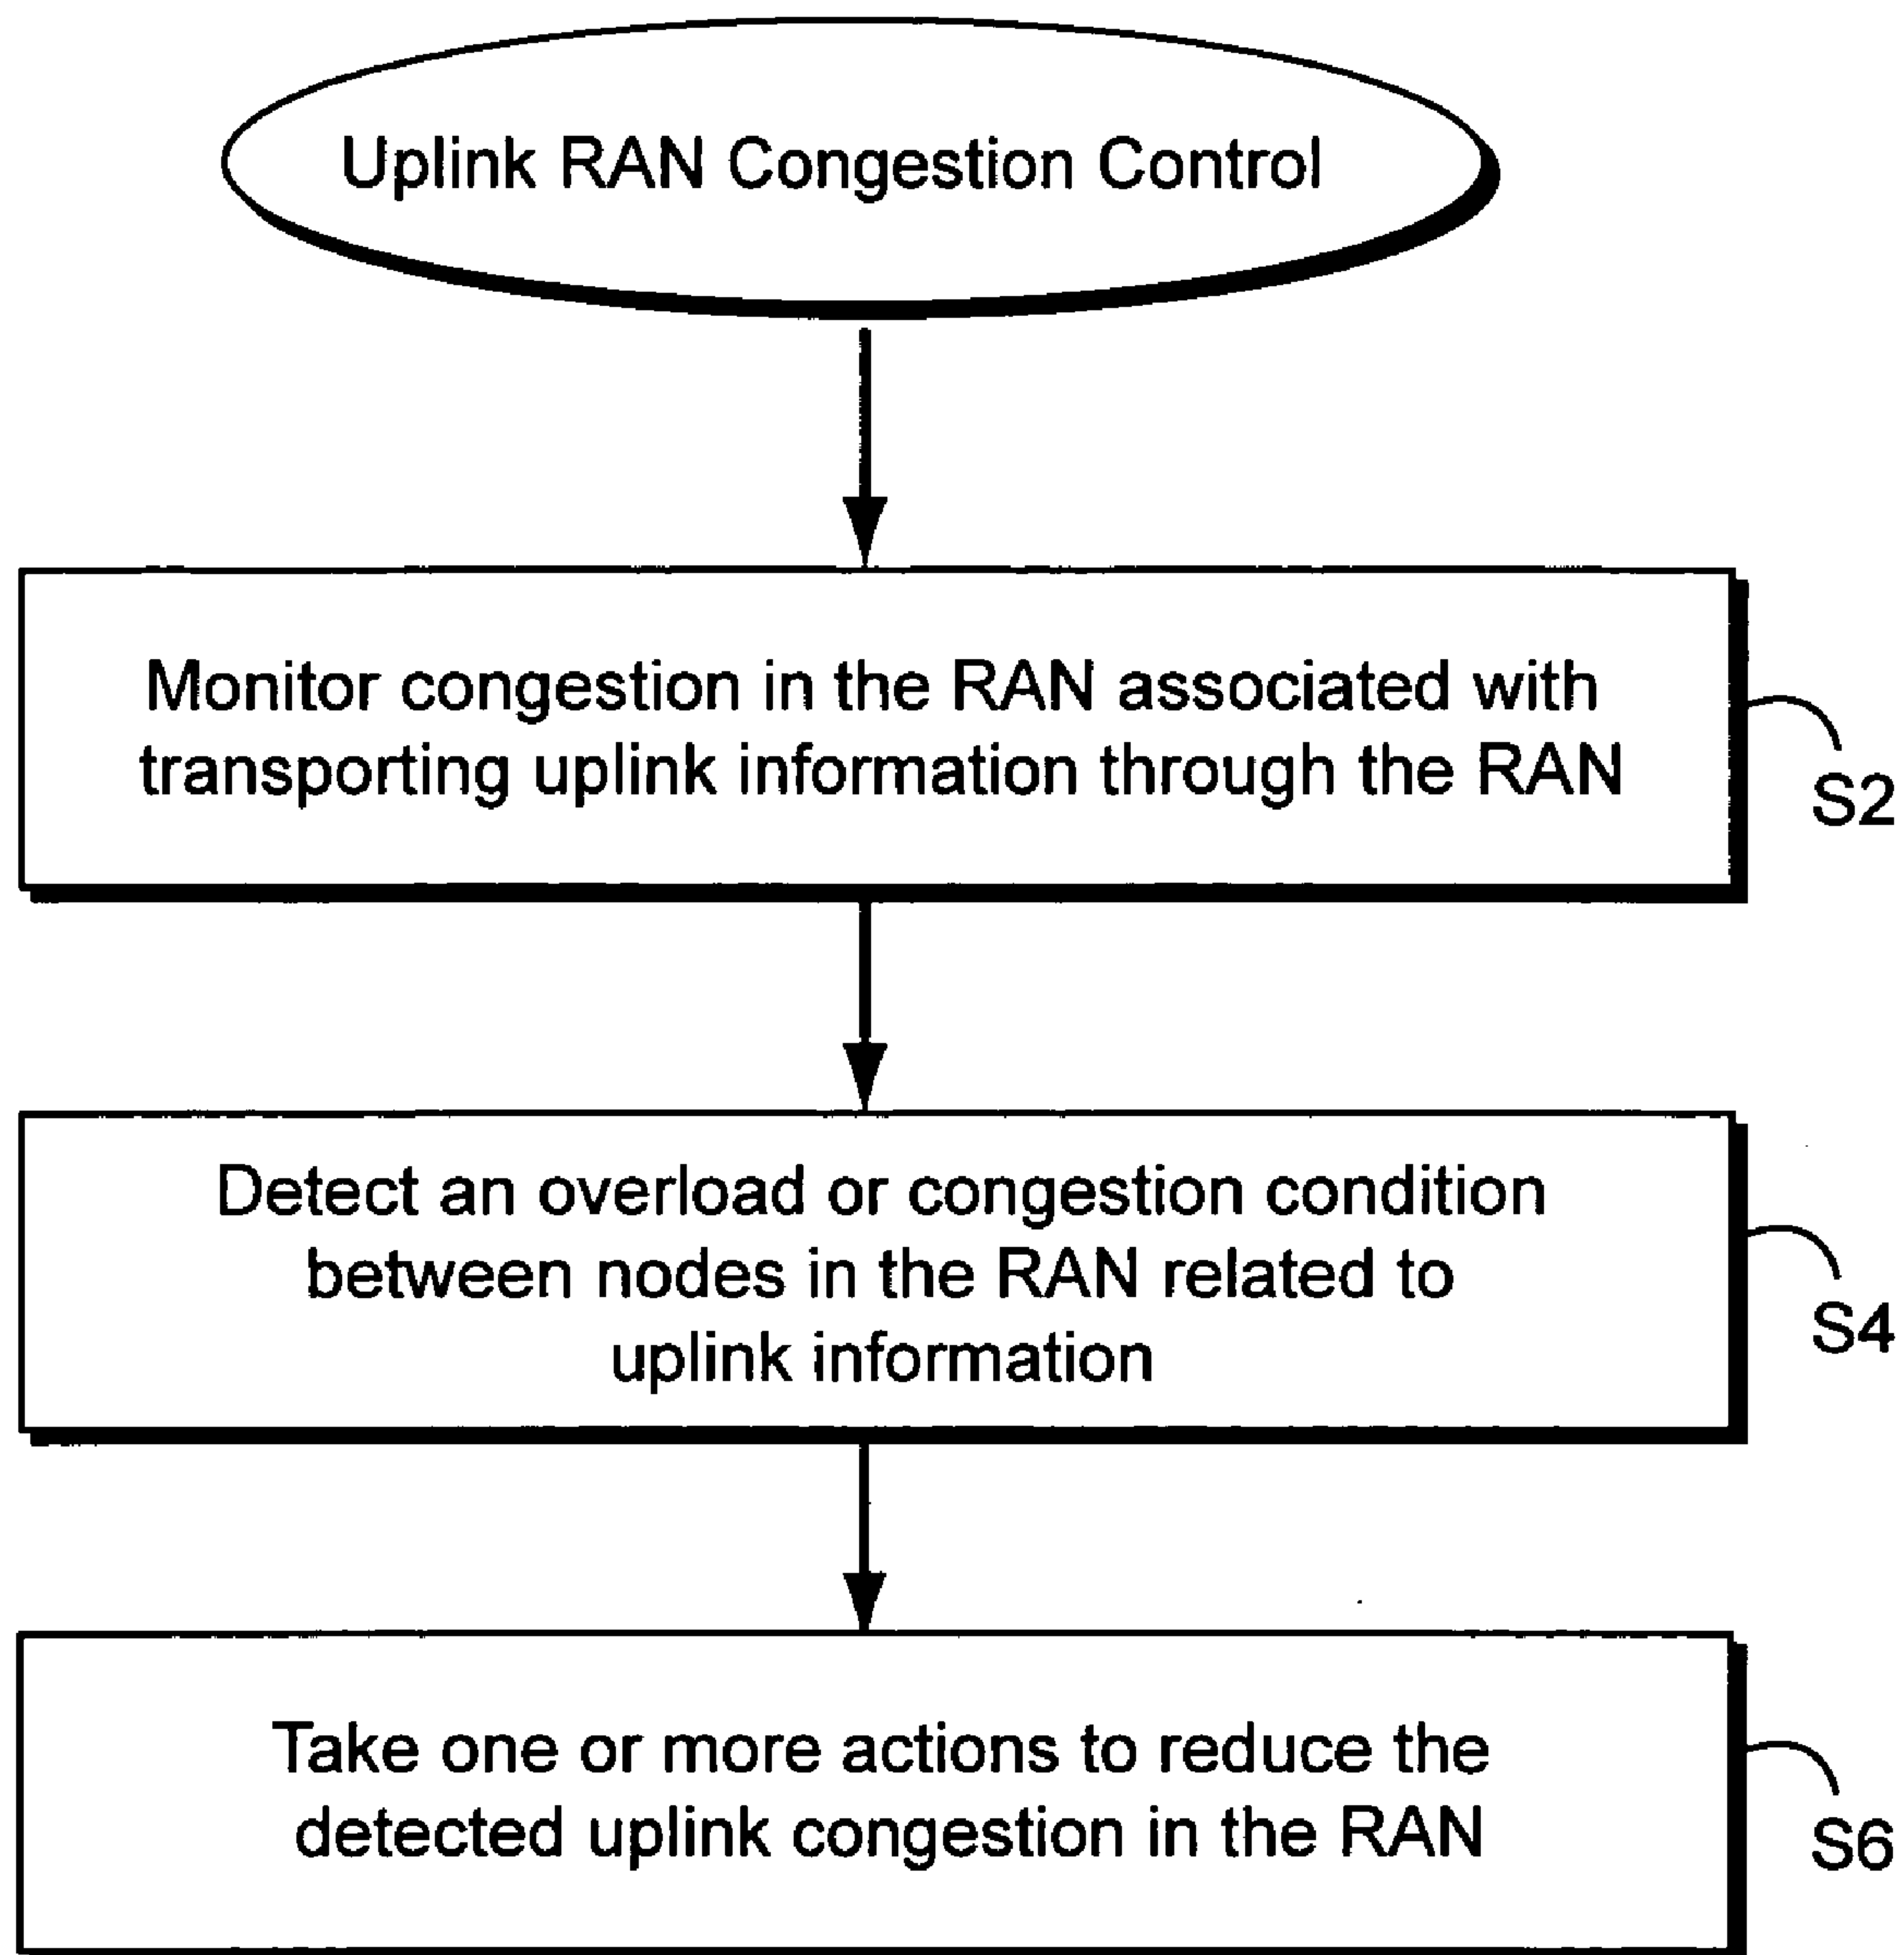 Uplink RAN Congestion Control
Monitor congestion in the RAN associated with
transporting uplink information through the RAN
S2
Detect an overload or congestion condition
between nodes in the RAN related to
uplink information
S4
Take one or more actions to reduce the
detected uplink congestion in the RAN
S6